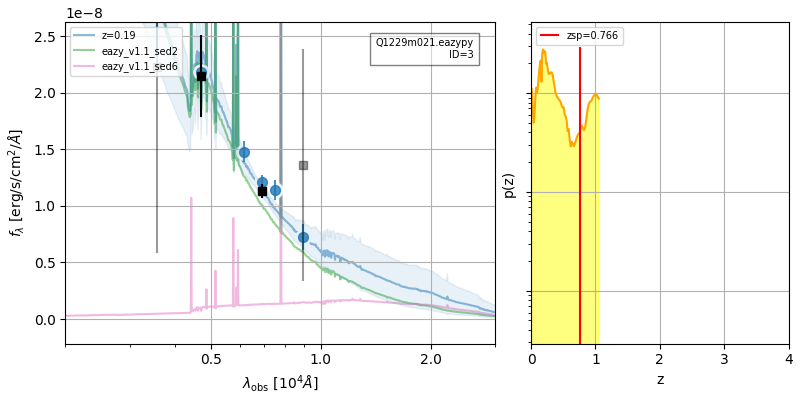 1e−8
z=0.19
eazy_v1.1_sed2
eazy_v1.1_sed6
Q1229m021.eazypy
ID=3
2.5
2.0
1.5
1.0
0.5
0.0
fλ [erg/s/cm²/Å]
0.5 1.0 2.0
λobs [10⁴Å]
zsp=0.766
p(z)
0 1 2 3 4
z